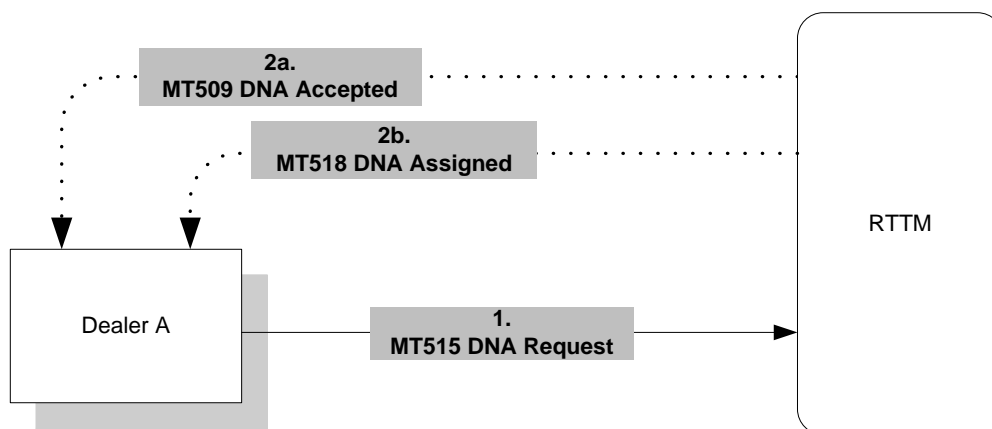 2a.
MT509 DNA Accepted
2b.
MT518 DNA Assigned
RTTM
Dealer A
1.
MT515 DNA Request